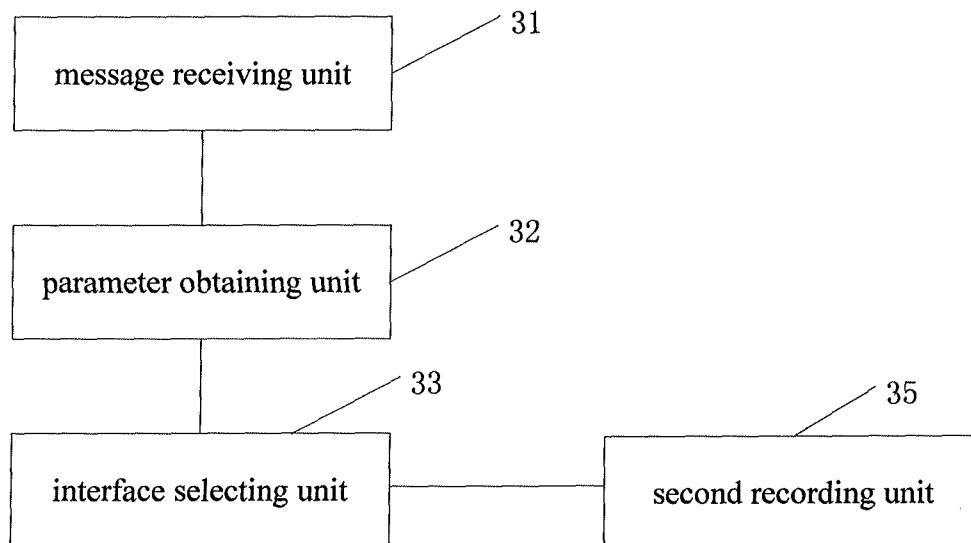 31
message receiving unit
32
parameter obtaining unit
33
interface selecting unit
35
second recording unit